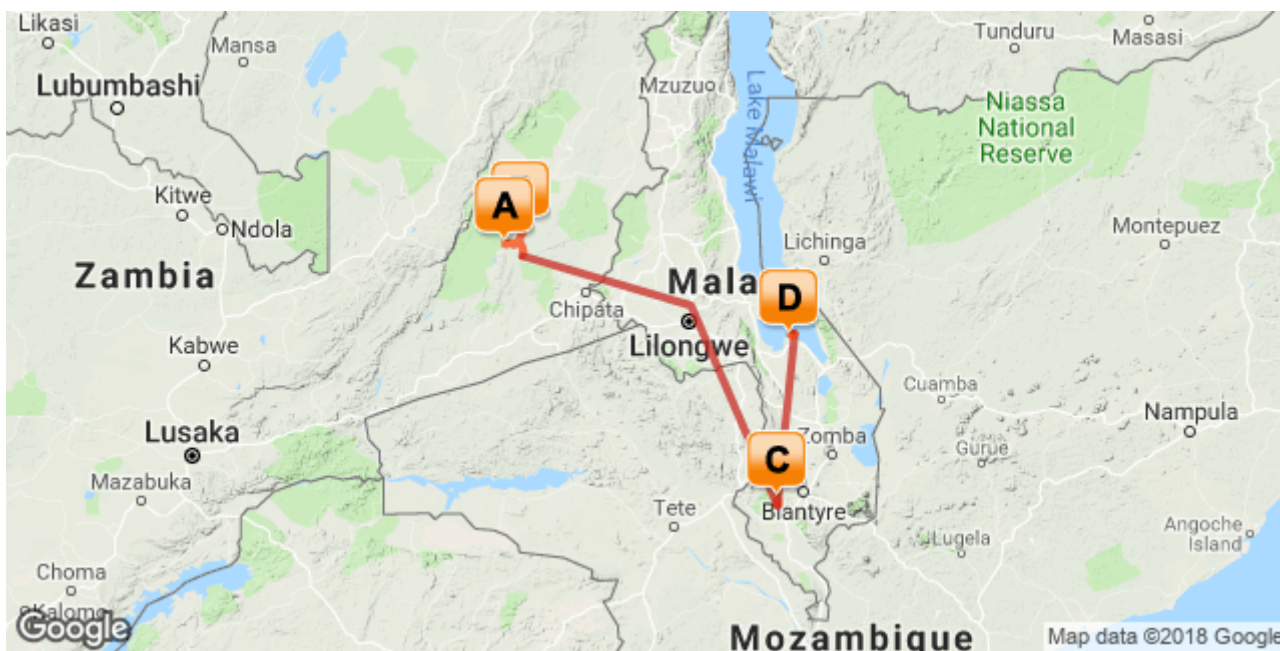 Likasi
Mansa
Lubumbashi
Tunduru
Masasi
Mzuzuo
Lake Malawi
Niassa
National
Reserve
Kitwe
Ndola
A
Lichinga
Montepuez
Zambia
Chipata
Mala
D
Lilongwe
Kabwe
Cuamba
Nampula
Lusaka
C
Zomba
Gurue
Mazabuka
Tete
Blantyre
Lugela
Angoche
Island
Choma
Kalomo
Google
Mozambique
Map data ©2018 Google